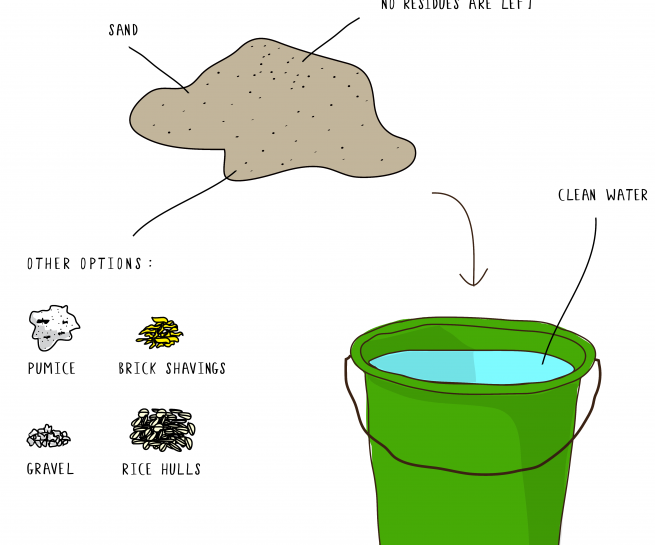 NO RESIDUES ARE LEFT
SAND
CLEAN WATER
OTHER OPTIONS:
PUMICE
BRICK SHAVINGS
GRAVEL
RICE HULLS